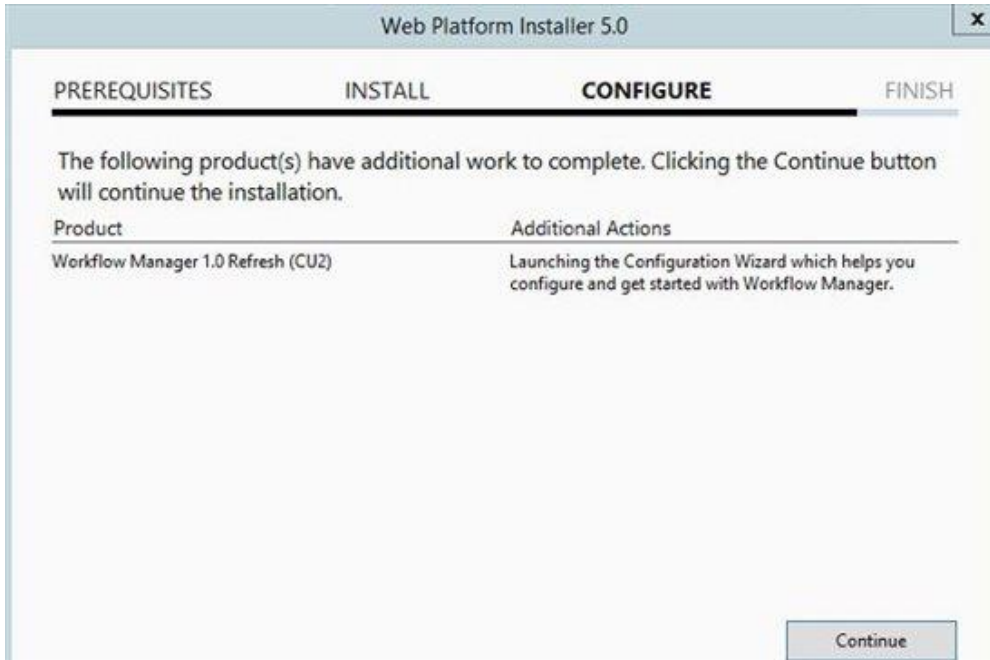 Web Platform Installer 5.0
x
PREREQUISITES INSTALL CONFIGURE FINISH
The following product(s) have additional work to complete. Clicking the Continue button
will continue the installation.
Product Additional Actions
Workflow Manager 1.0 Refresh (CU2) Launching the Configuration Wizard which helps you
configure and get started with Workflow Manager.
Continue